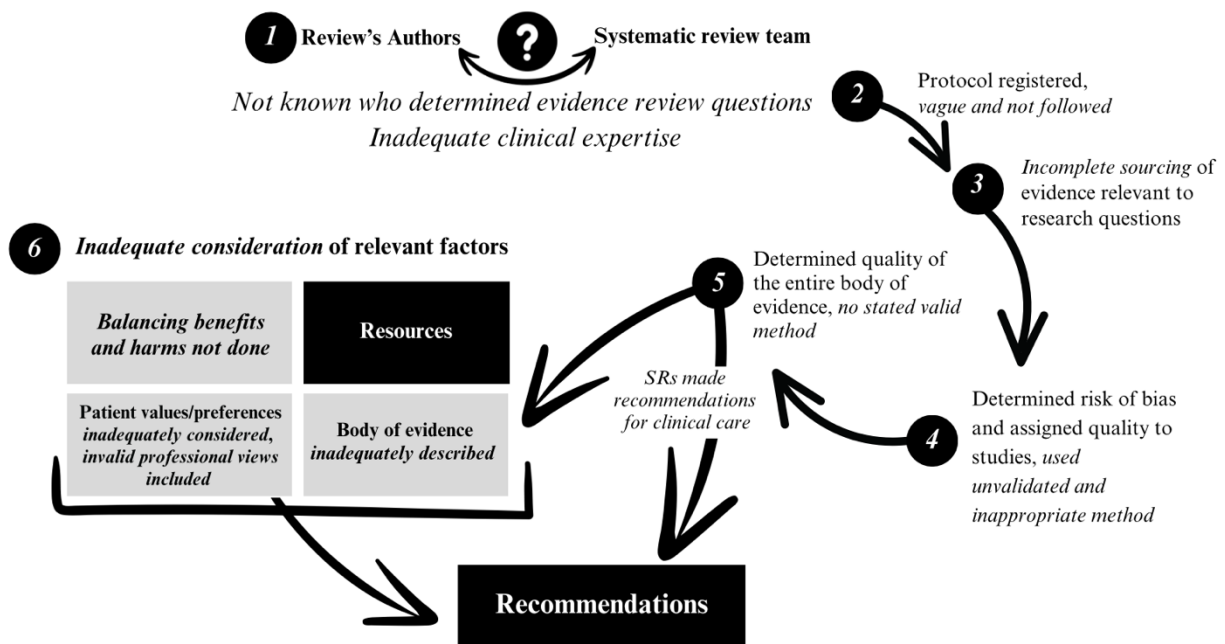 1 Review's Authors ? Systematic review team
Not known who determined evidence review questions
Inadequate clinical expertise
2 Protocol registered,
vague and not followed
3 Incomplete sourcing of
evidence relevant to
research questions
4 Determined risk of bias
and assigned quality to
studies, used
unvalidated and
inappropriate method
5 Determined quality of
the entire body of
evidence, no stated valid
method
SRs made
recommendations
for clinical care
6 Inadequate consideration of relevant factors
Balancing benefits
and harms not done
Resources
Patient values/preferences
inadequately considered,
invalid professional views
included
Body of evidence
inadequately described
Recommendations